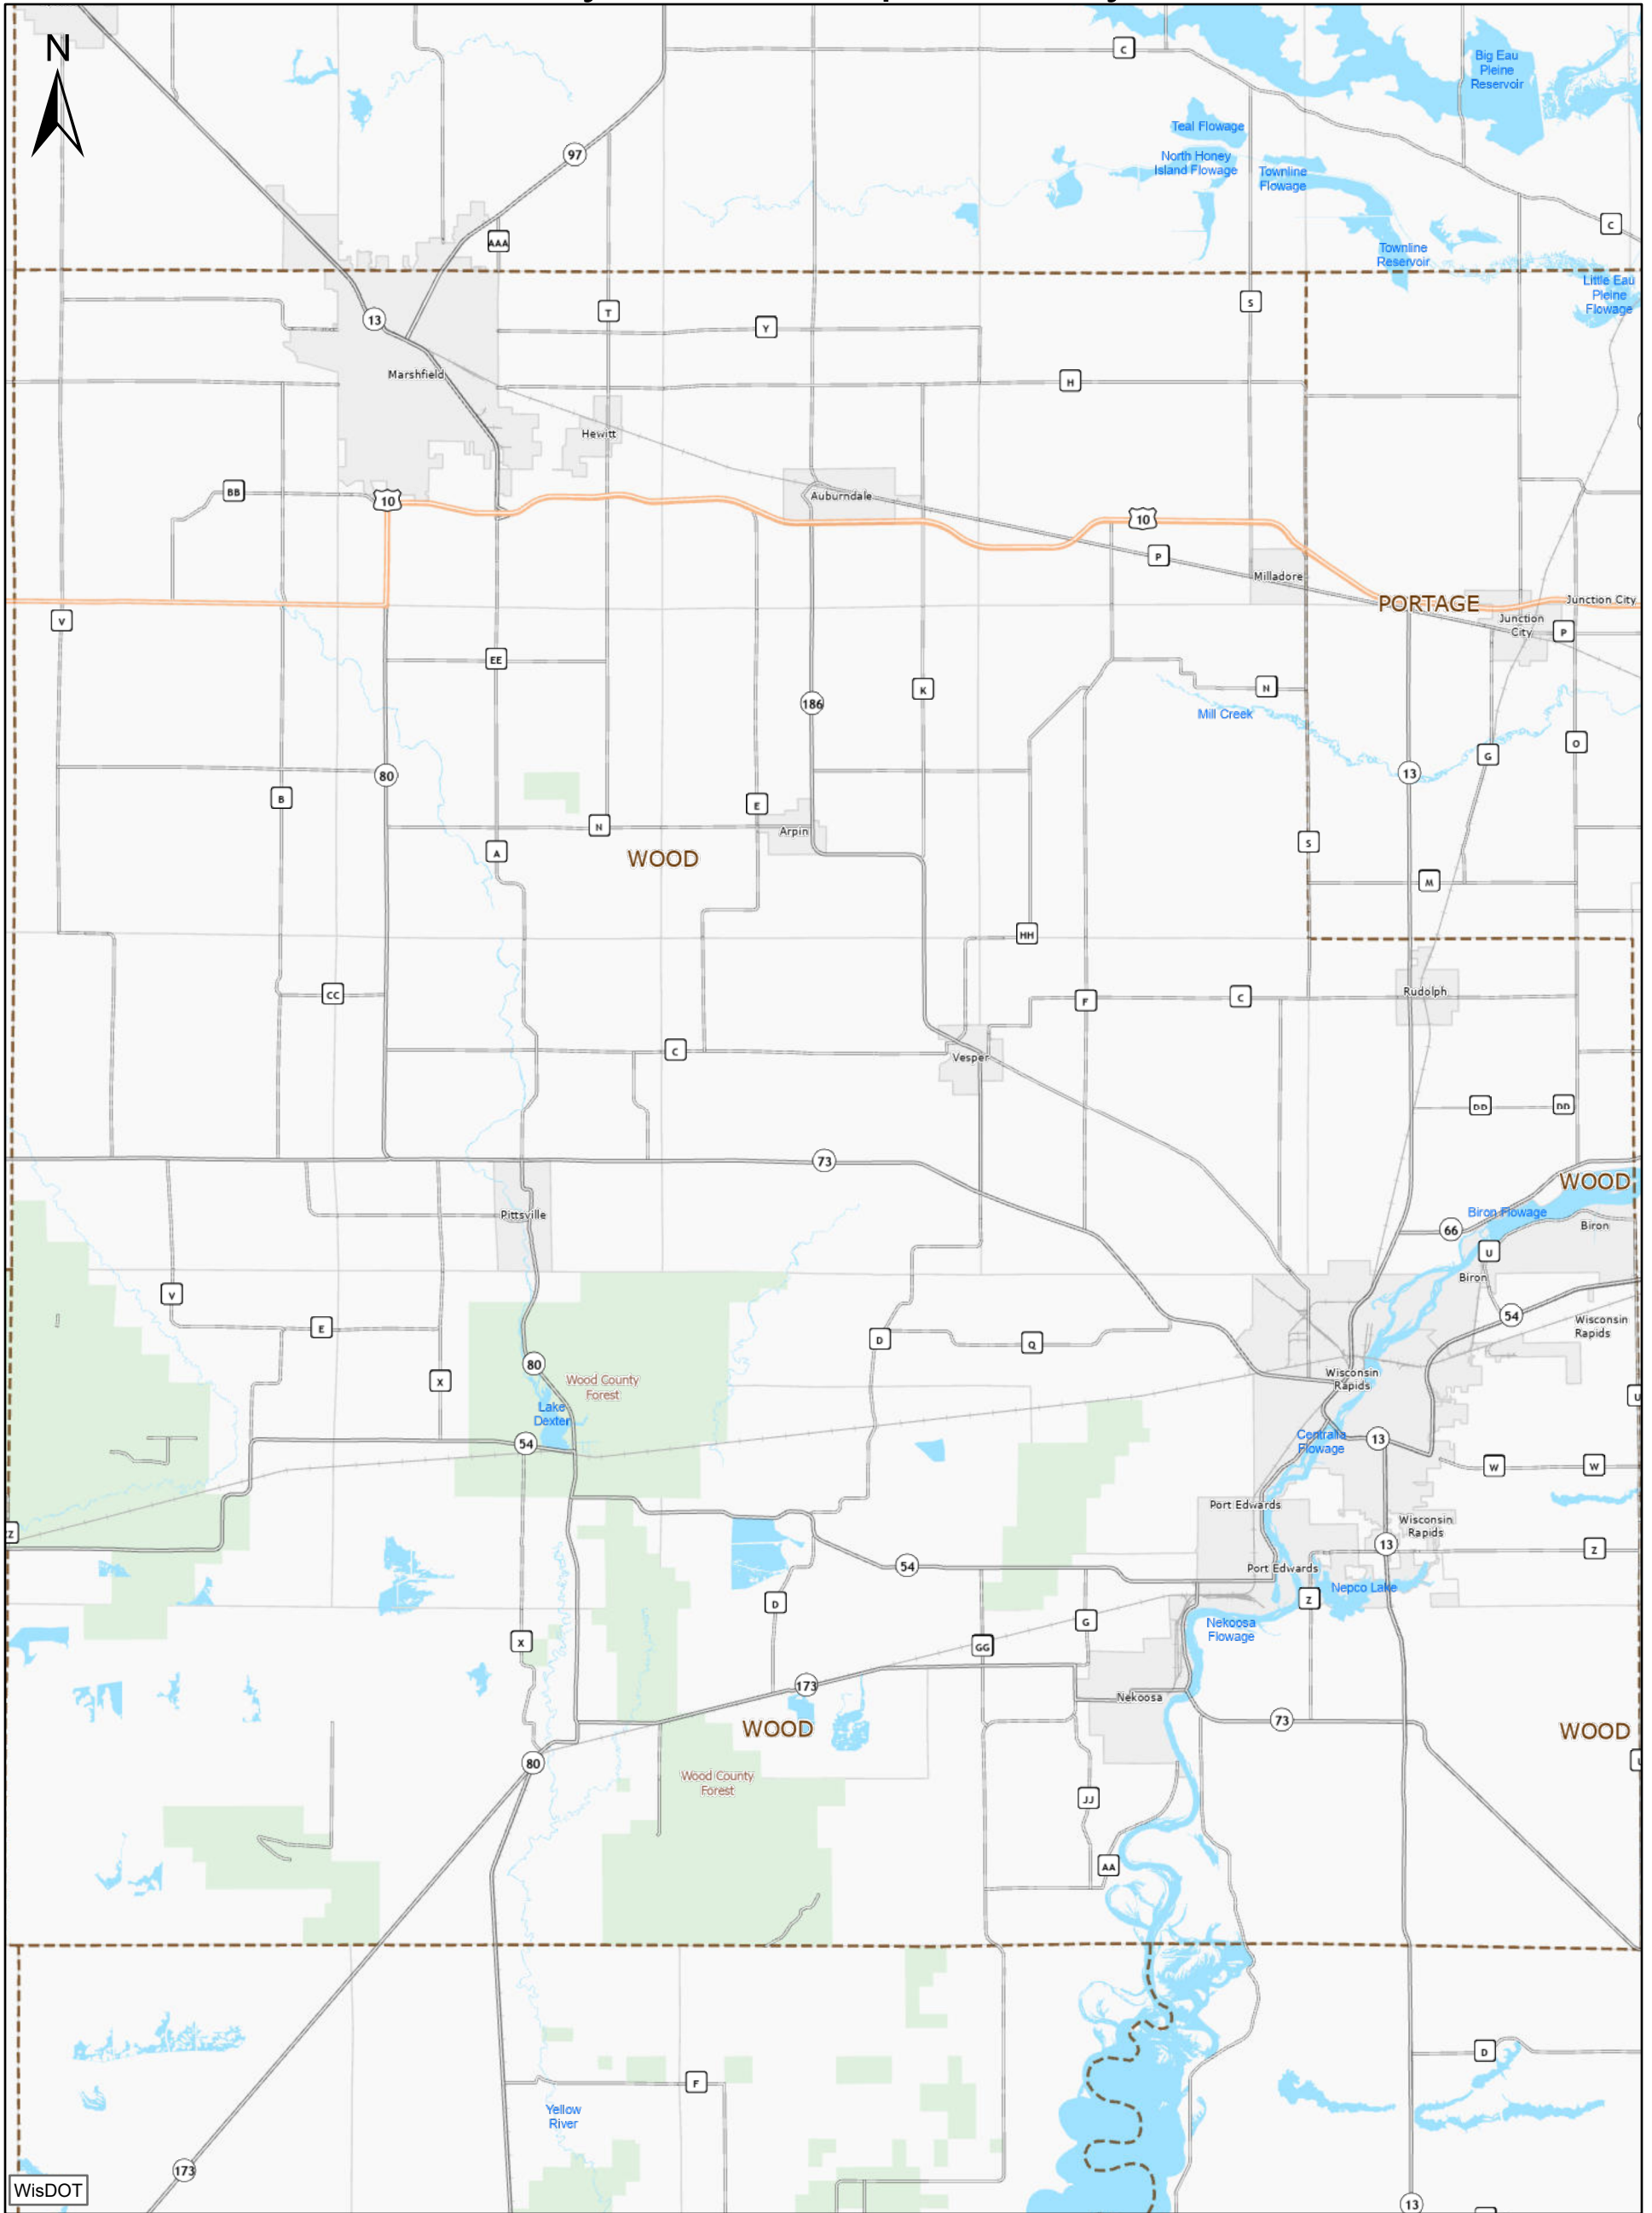 N
C
Big Eau
Pleine
Reservoir
Teal Flowage
97
North Honey
Island Flowage
Townline
Flowage
C
AAA
Townline
Reservoir
Little Eau
Pleine
Flowage
S
T
13
Y
Marshfield
H
Hewitt
BB
10
Auburndale
10
P
Milladore
PORTAGE
Junction City
V
Junction
City
P
EE
K
N
186
Mill Creek
O
G
80
13
B
E
N
Arpin
A
WOOD
S
M
HH
CC
F
C
Rudolph
C
Vesper
DD
DD
73
WOOD
Pittsville
Biron Flowage
66
Biron
U
Biron
V
54
E
D
Q
Wisconsin
Rapids
80
X
Wood County
Forest
Wisconsin
Rapids
U
Lake
Dexter
54
Centralia
Flowage
13
W
W
Port Edwards
Wisconsin
Rapids
Z
13
Z
54
Port Edwards
Nepco Lake
D
Z
G
Nekoosa
Flowage
X
GG
173
Nekoosa
73
WOOD
WOOD
80
Wood County
Forest
JJ
AA
D
F
Yellow
River
173
WisDOT
13